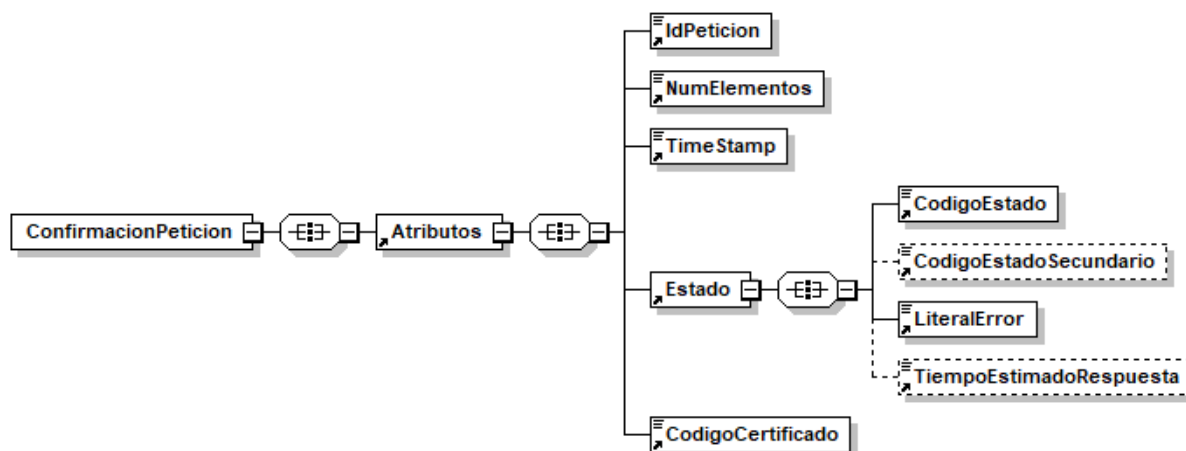 IdPeticion
NumElementos
TimeStamp
ConfirmacionPeticion
Atributos
Estado
CodigoEstado
CodigoEstadoSecundario
LiteralError
TiempoEstimadoRespuesta
CodigoCertificado